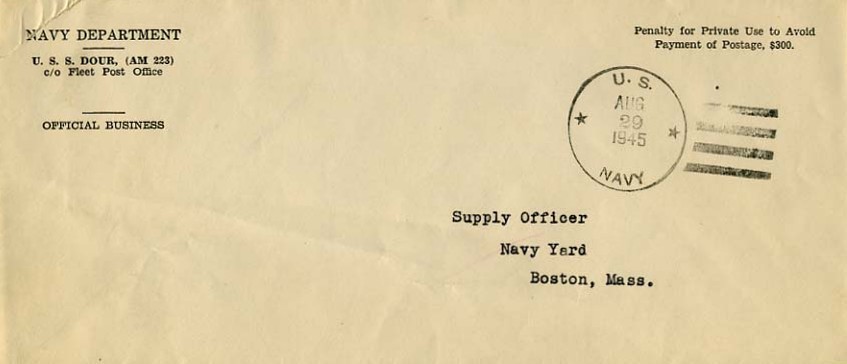 NAVY DEPARTMENT
U. S. S. DOUR, (AM 223)
c/o Fleet Post Office
OFFICIAL BUSINESS
Penalty for Private Use to Avoid
Payment of Postage, $300.
U. S.
AUG
29
1945
NAVY
Supply Officer
Navy Yard
Boston, Mass.